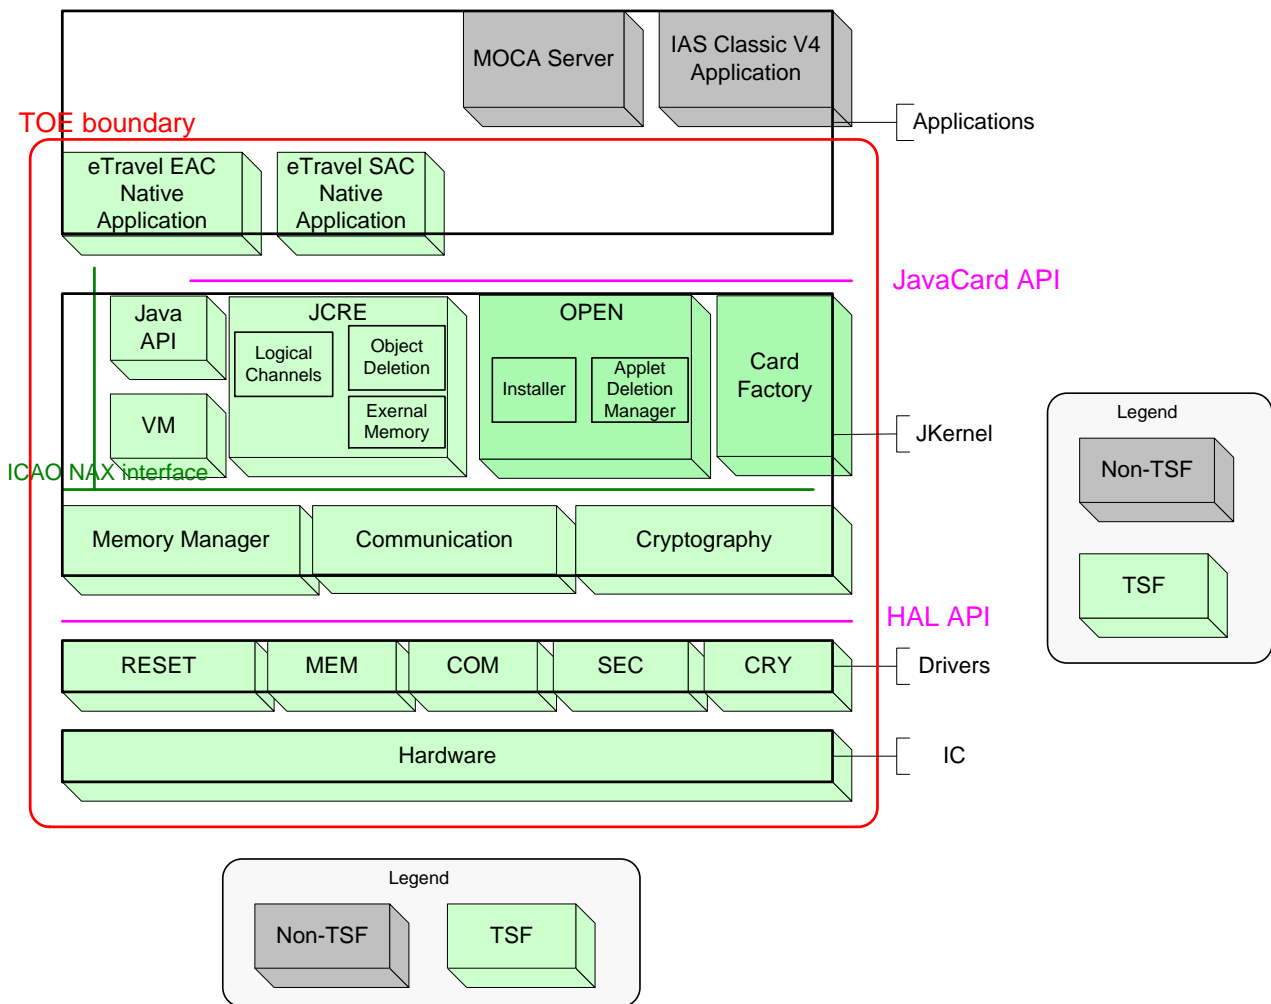 MOCA Server
IAS Classic V4
Application
Applications
TOE boundary
eTravel EAC
Native
Application
eTravel SAC
Native
Application
JavaCard API
Java
API
JCRE
Logical
Channels
Object
Deletion
Exernal
Memory
OPEN
Installer
Applet
Deletion
Manager
Card
Factory
VM
JKernel
ICAO NAX interface
Memory Manager
Communication
Cryptography
HAL API
RESET
MEM
COM
SEC
CRY
Drivers
Hardware
IC
Legend
Non-TSF
TSF
Legend
Non-TSF
TSF